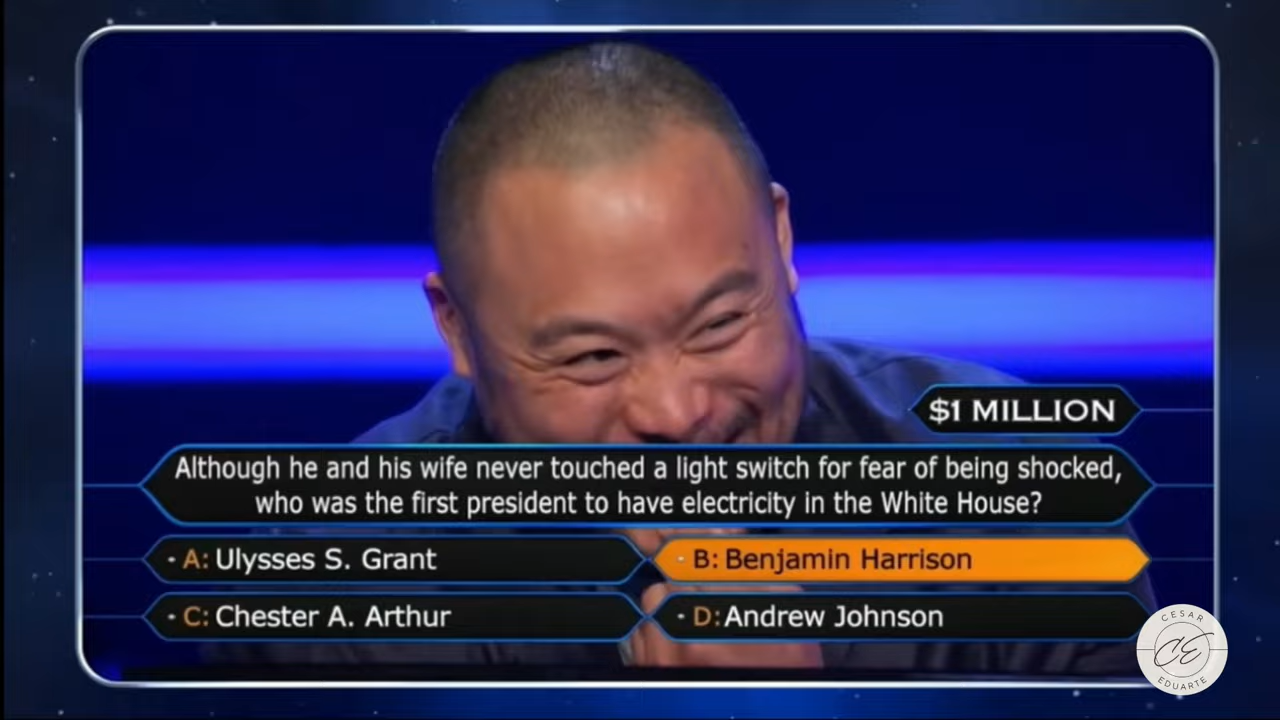 $1 MILLION
Although he and his wife never touched a light switch for fear of being shocked,
who was the first president to have electricity in the White House?
A: Ulysses S. Grant
B: Benjamin Harrison
C: Chester A. Arthur
D: Andrew Johnson
CESAR
CE
EDUARTE